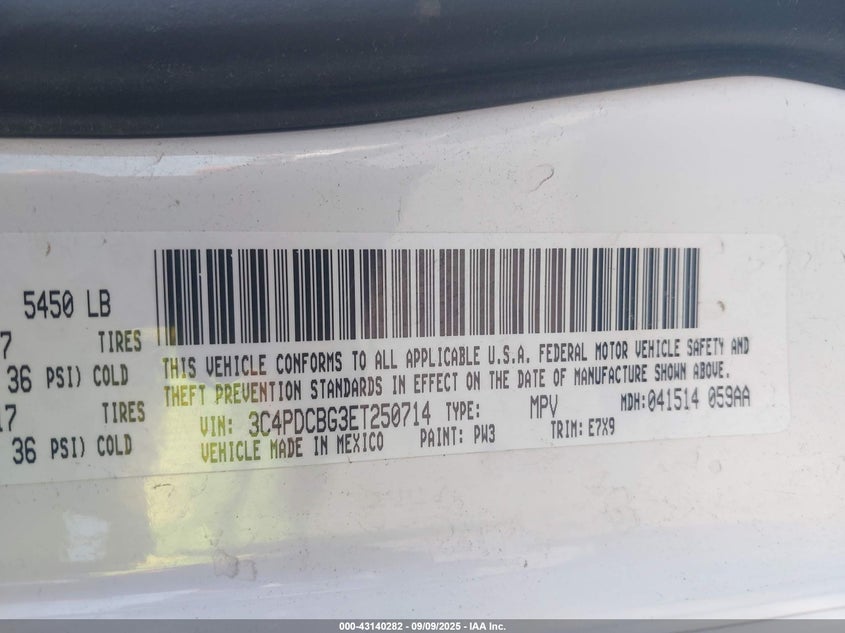 5450 LB
7 TIRES
36 PSI) COLD
17 TIRES
36 PSI) COLD
THIS VEHICLE CONFORMS TO ALL APPLICABLE U.S.A. FEDERAL MOTOR VEHICLE SAFETY AND
THEFT PREVENTION STANDARDS IN EFFECT ON THE DATE OF MANUFACTURE SHOWN ABOVE.
VIN: 3C4PDCBG3ET250714 TYPE: MPV MDH:041514 059AA
VEHICLE MADE IN MEXICO PAINT: PW3 TRIM: E7X9
000-43140282 - 09/09/2025 - IAA Inc.